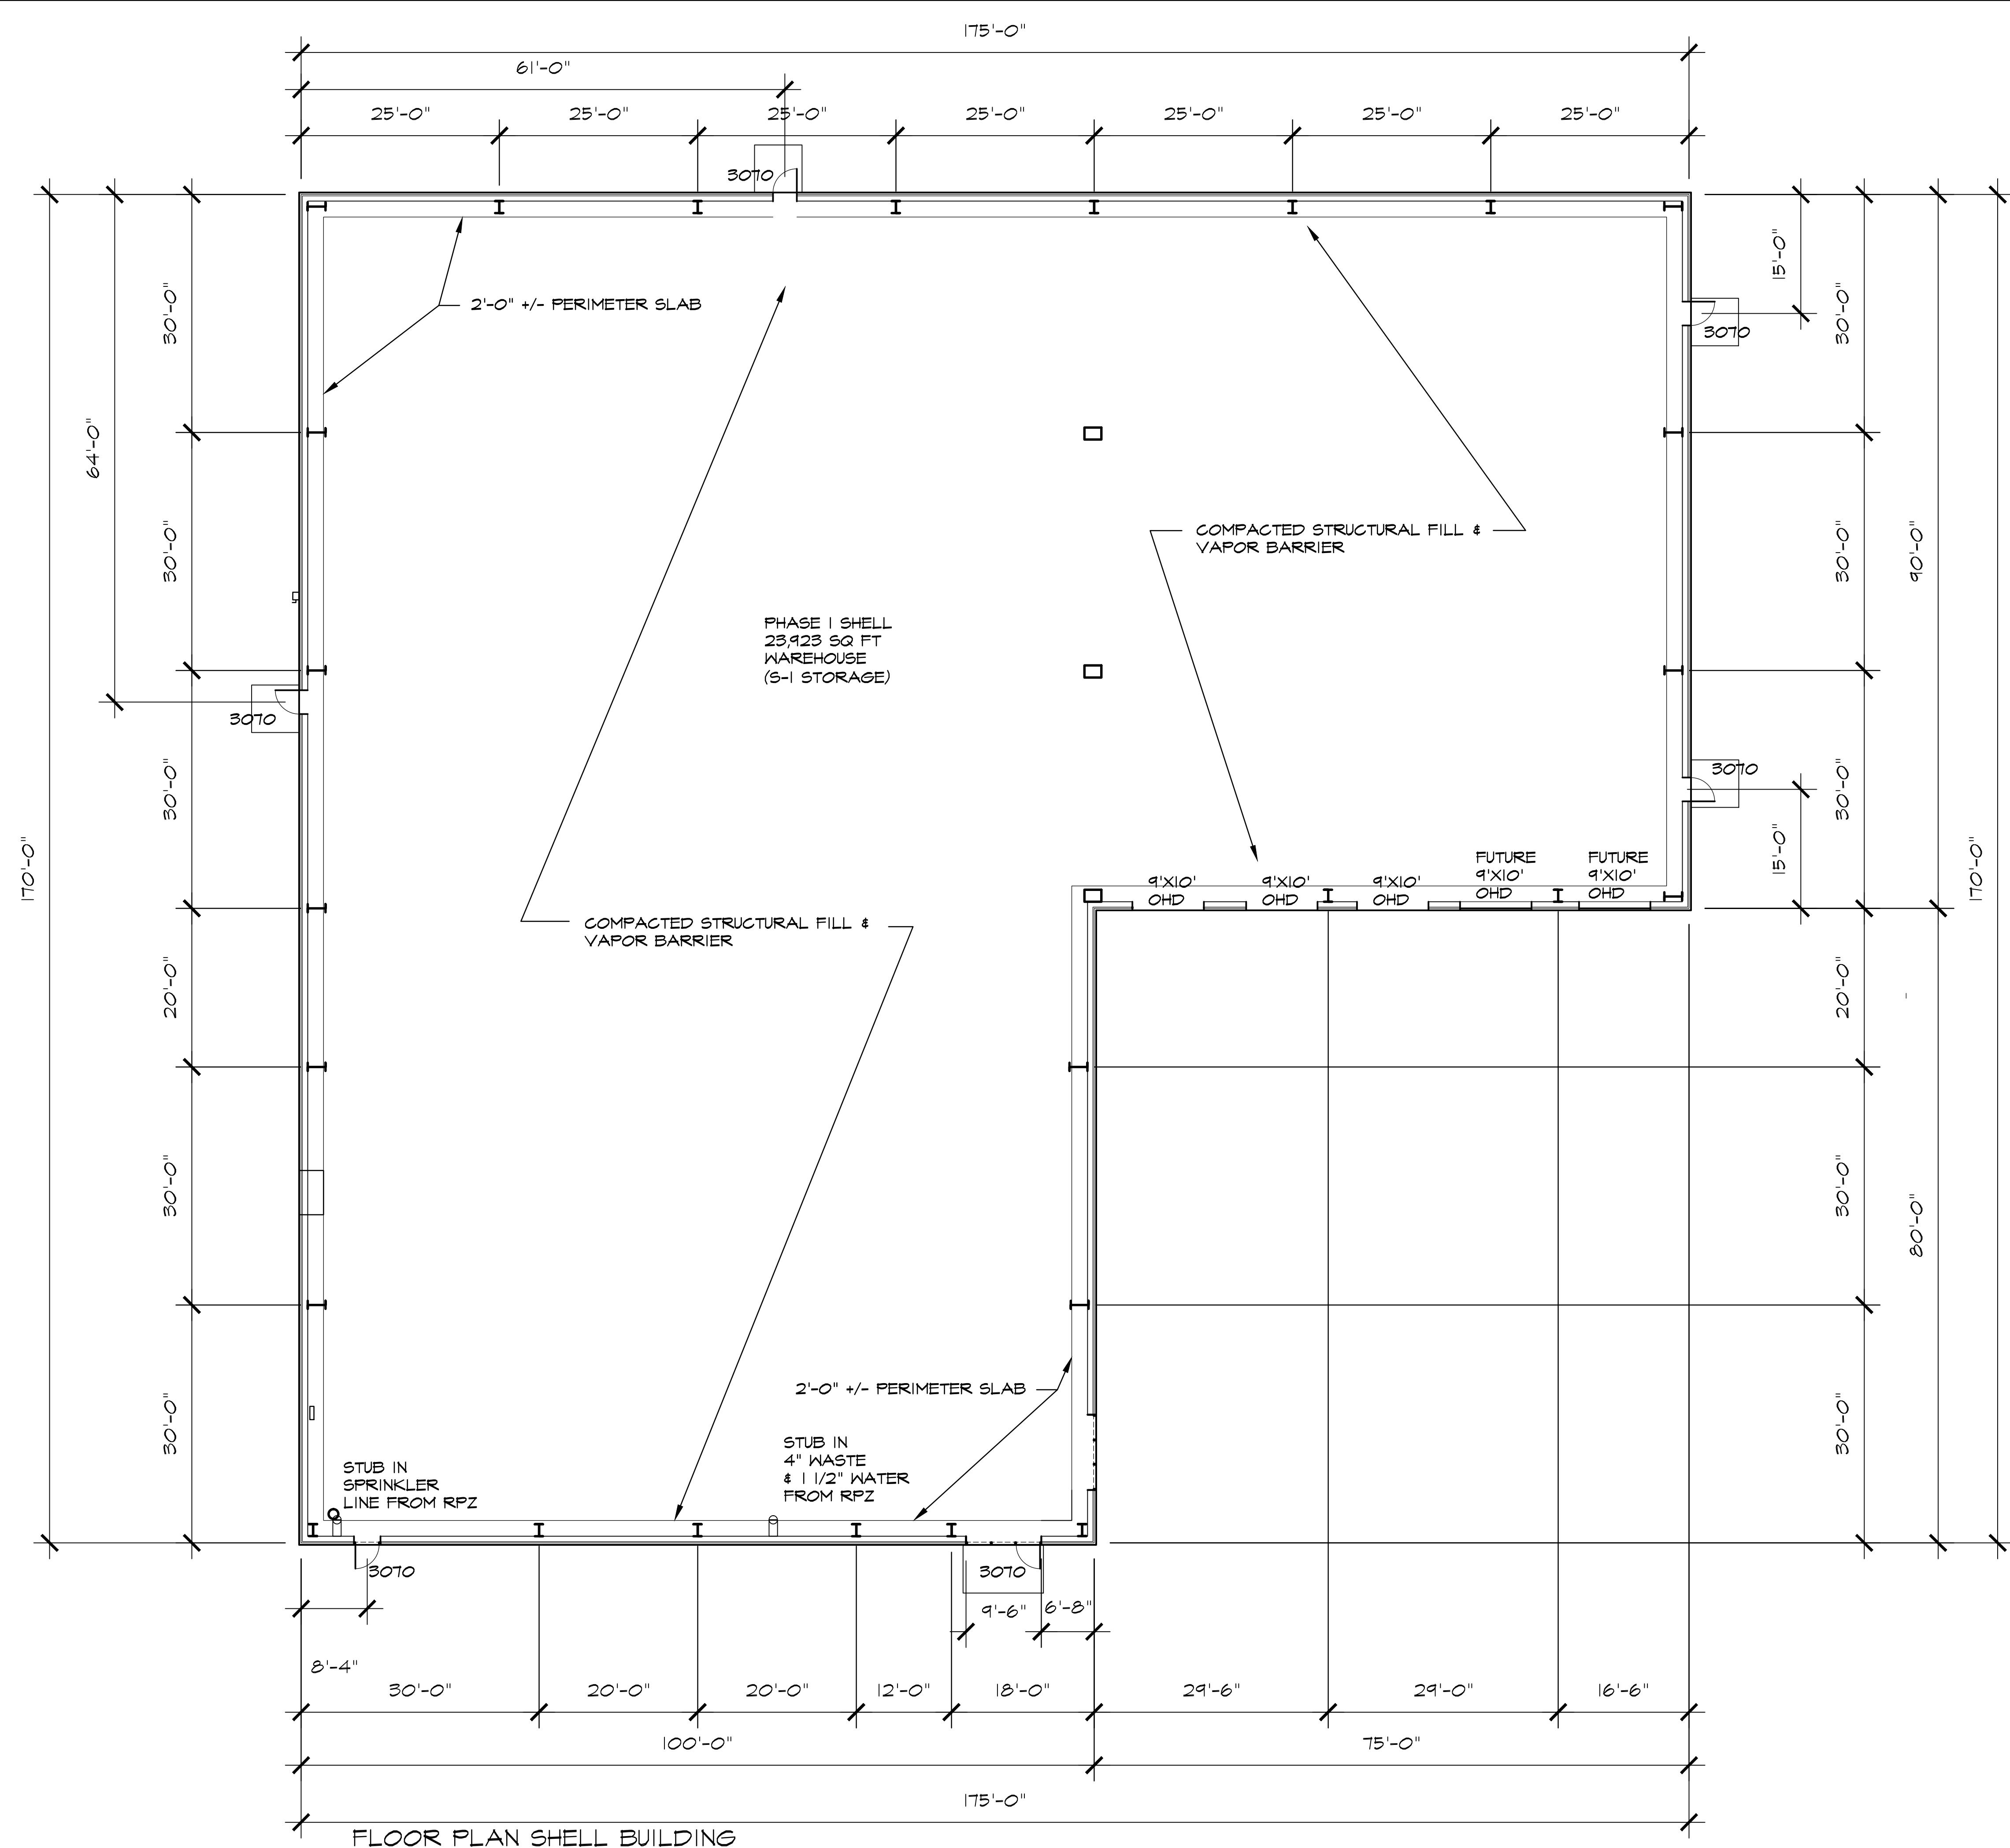 175'-0"
61'-0"
25'-0" 25'-0" 25'-0" 25'-0" 25'-0" 25'-0" 25'-0"
3070
15'-0"
30'-0"
30'-0"
2'-0" +/- PERIMETER SLAB
3070
64'-0"
COMPACTED STRUCTURAL FILL &
VAPOR BARRIER
30'-0"
30'-0"
90'-0"
PHASE 1 SHELL
23,923 SQ FT
WAREHOUSE
(S-1 STORAGE)
3070
3070
30'-0"
30'-0"
15'-0"
170'-0"
170'-0"
9'X10'
OHD
9'X10'
OHD
9'X10'
OHD
FUTURE
9'X10'
OHD
FUTURE
9'X10'
OHD
COMPACTED STRUCTURAL FILL &
VAPOR BARRIER
20'-0"
20'-0"
30'-0"
30'-0"
80'-0"
2'-0" +/- PERIMETER SLAB
30'-0"
30'-0"
STUB IN
4" WASTE
& 1 1/2" WATER
FROM RPZ
STUB IN
SPRINKLER
LINE FROM RPZ
3070
3070
9'-6" 6'-8"
8'-4"
30'-0" 20'-0" 20'-0" 12'-0" 18'-0" 29'-6" 29'-0" 16'-6"
100'-0" 75'-0"
175'-0"
FLOOR PLAN SHELL BUILDING